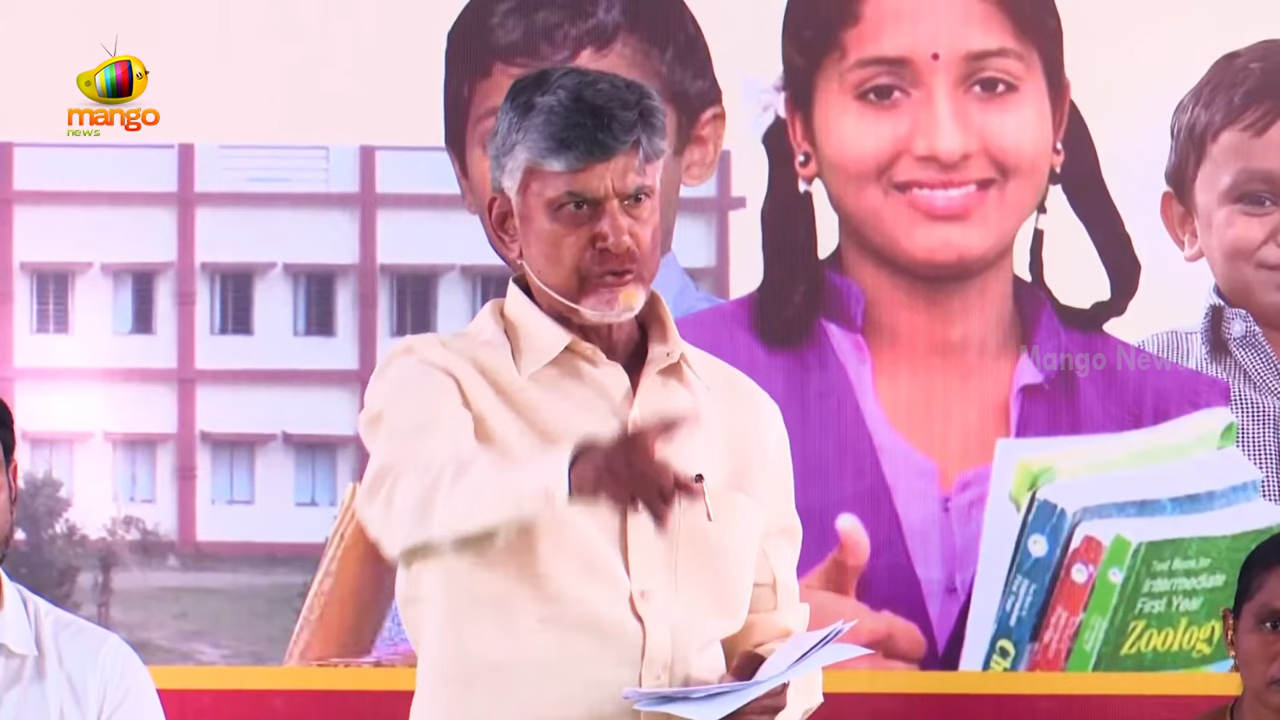 mango
news
Mango News
Text Book for
Intermediate
First Year
Zoology